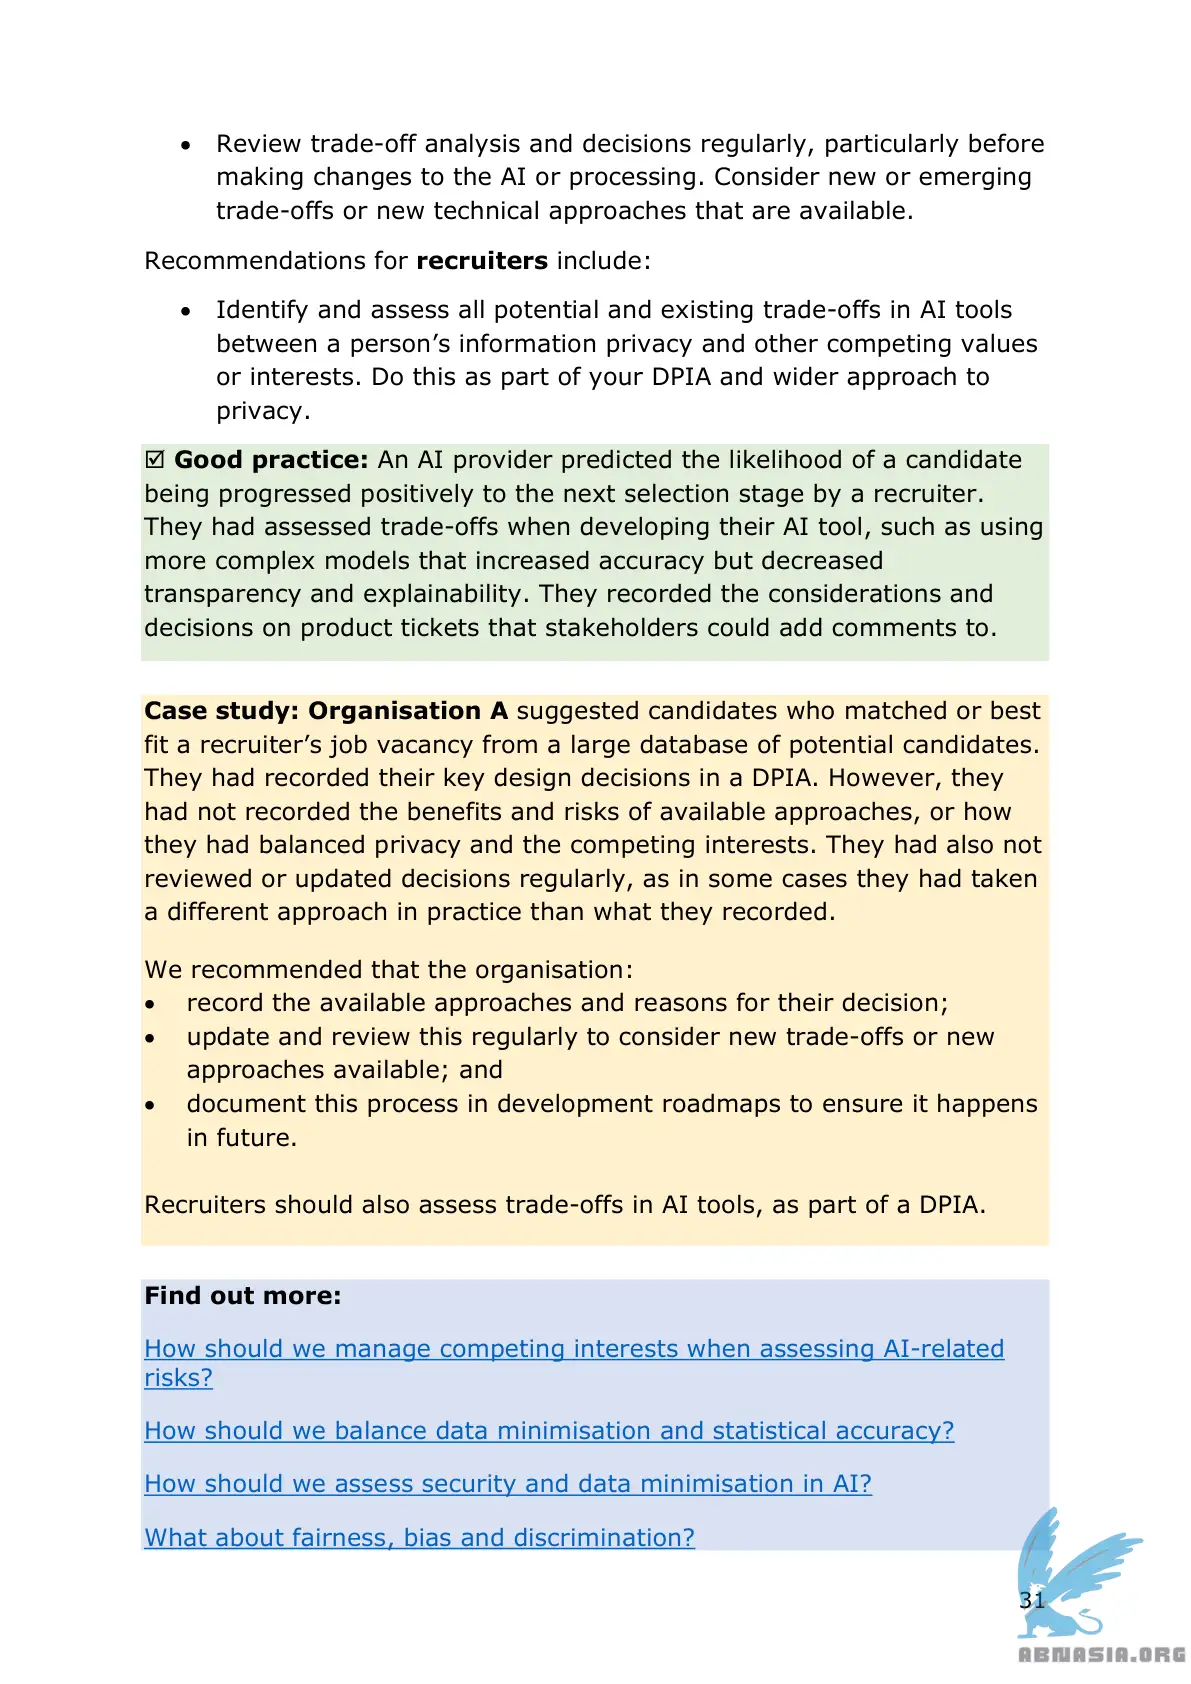 • Review trade-off analysis and decisions regularly, particularly before
making changes to the AI or processing. Consider new or emerging
trade-offs or new technical approaches that are available.
Recommendations for recruiters include:
• Identify and assess all potential and existing trade-offs in AI tools
between a person’s information privacy and other competing values
or interests. Do this as part of your DPIA and wider approach to
privacy.
☑ Good practice: An AI provider predicted the likelihood of a candidate
being progressed positively to the next selection stage by a recruiter.
They had assessed trade-offs when developing their AI tool, such as using
more complex models that increased accuracy but decreased
transparency and explainability. They recorded the considerations and
decisions on product tickets that stakeholders could add comments to.
Case study: Organisation A suggested candidates who matched or best
fit a recruiter’s job vacancy from a large database of potential candidates.
They had recorded their key design decisions in a DPIA. However, they
had not recorded the benefits and risks of available approaches, or how
they had balanced privacy and the competing interests. They had also not
reviewed or updated decisions regularly, as in some cases they had taken
a different approach in practice than what they recorded.
We recommended that the organisation:
• record the available approaches and reasons for their decision;
• update and review this regularly to consider new trade-offs or new
approaches available; and
• document this process in development roadmaps to ensure it happens
in future.
Recruiters should also assess trade-offs in AI tools, as part of a DPIA.
Find out more:
How should we manage competing interests when assessing AI-related
risks?
How should we balance data minimisation and statistical accuracy?
How should we assess security and data minimisation in AI?
What about fairness, bias and discrimination?
31
ABNASIA.ORG